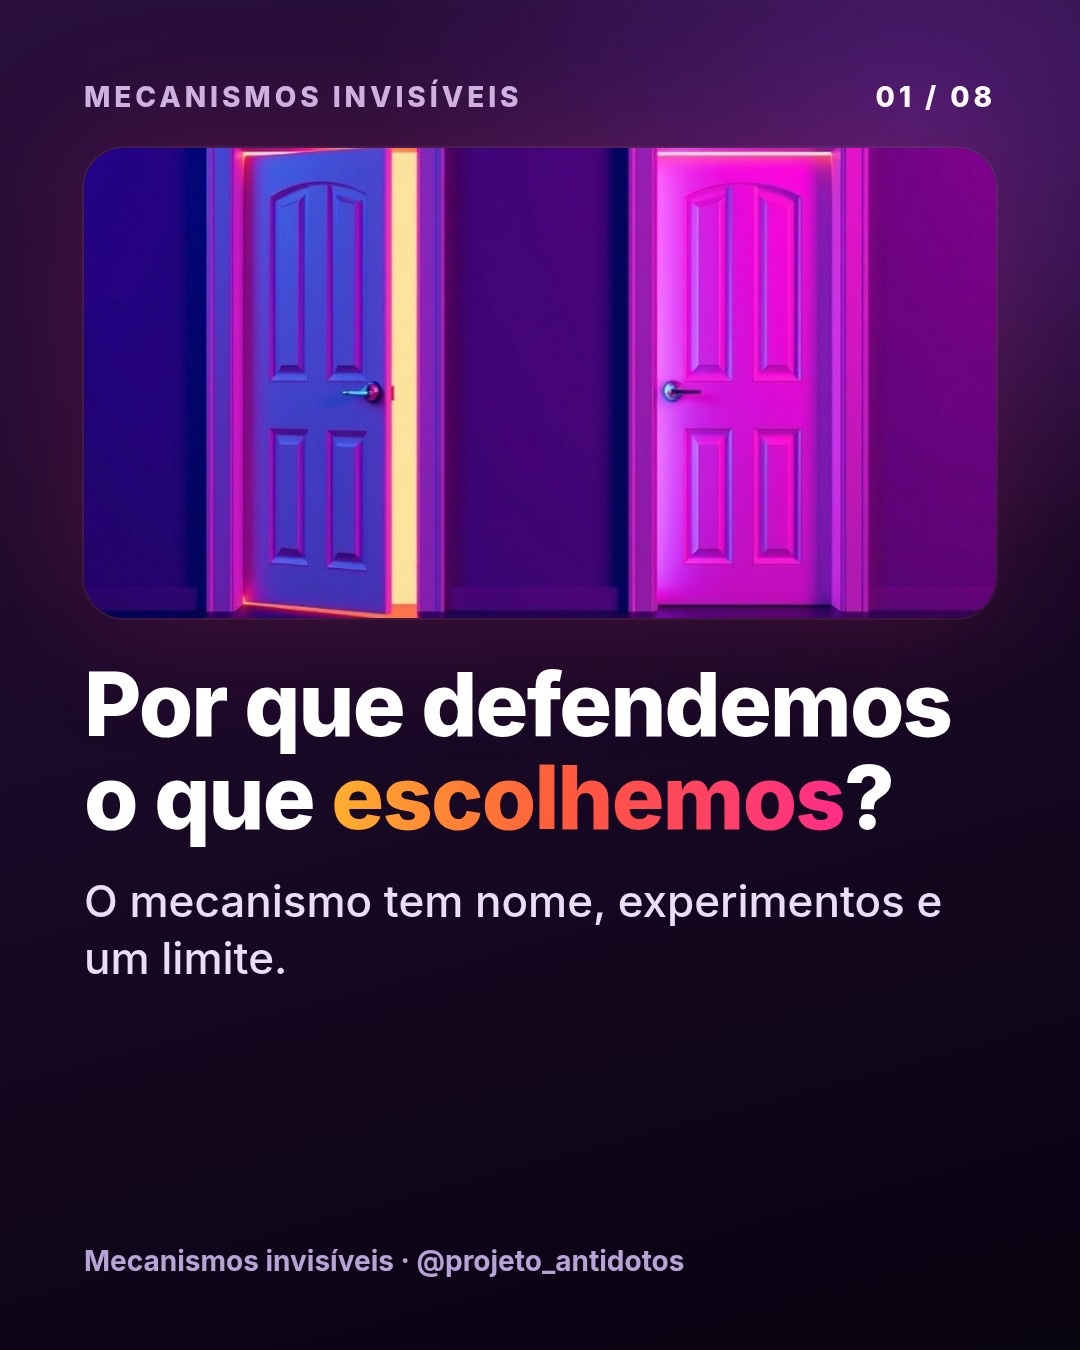 MECANISMOS INVISÍVEIS
01 / 08
Por que defendemos
o que escolhemos?
O mecanismo tem nome, experimentos e
um limite.
Mecanismos invisíveis · @projeto_antidotos